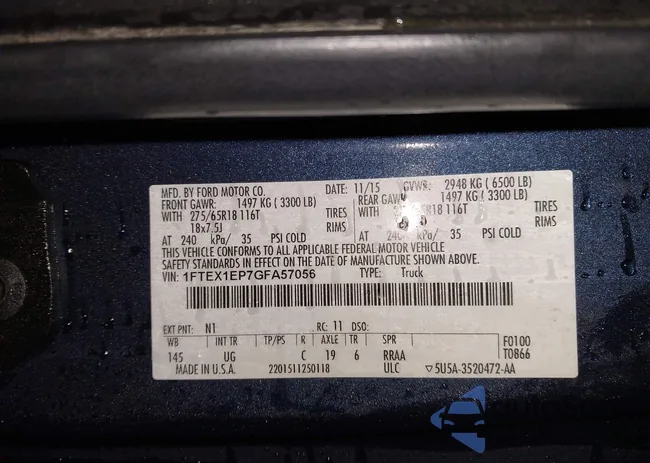 MFD. BY FORD MOTOR CO. DATE: 11/15 GVWR: 2948 KG ( 6500 LB)
FRONT GAWR: 1497 KG ( 3300 LB) REAR GAWR: 1497 KG ( 3300 LB)
WITH 275/65R18 116T TIRES WITH 65R18 116T TIRES
18x7.5J RIMS RIMS
AT 240 kPa/ 35 PSI COLD AT 240 kPa/ 35 PSI COLD
THIS VEHICLE CONFORMS TO ALL APPLICABLE FEDERAL MOTOR VEHICLE
SAFETY STANDARDS IN EFFECT ON THE DATE OF MANUFACTURE SHOWN ABOVE.
VIN: 1FTEX1EP7GFA57056 TYPE: Truck
EXT PNT: N1 RC: 11 DSO:
WB INT TR TP/PS R AXLE TR SPR F0100
145 UG C 19 6 RRAA T0866
MADE IN U.S.A. 2201511250118 ULC 5U5A-3520472-AA